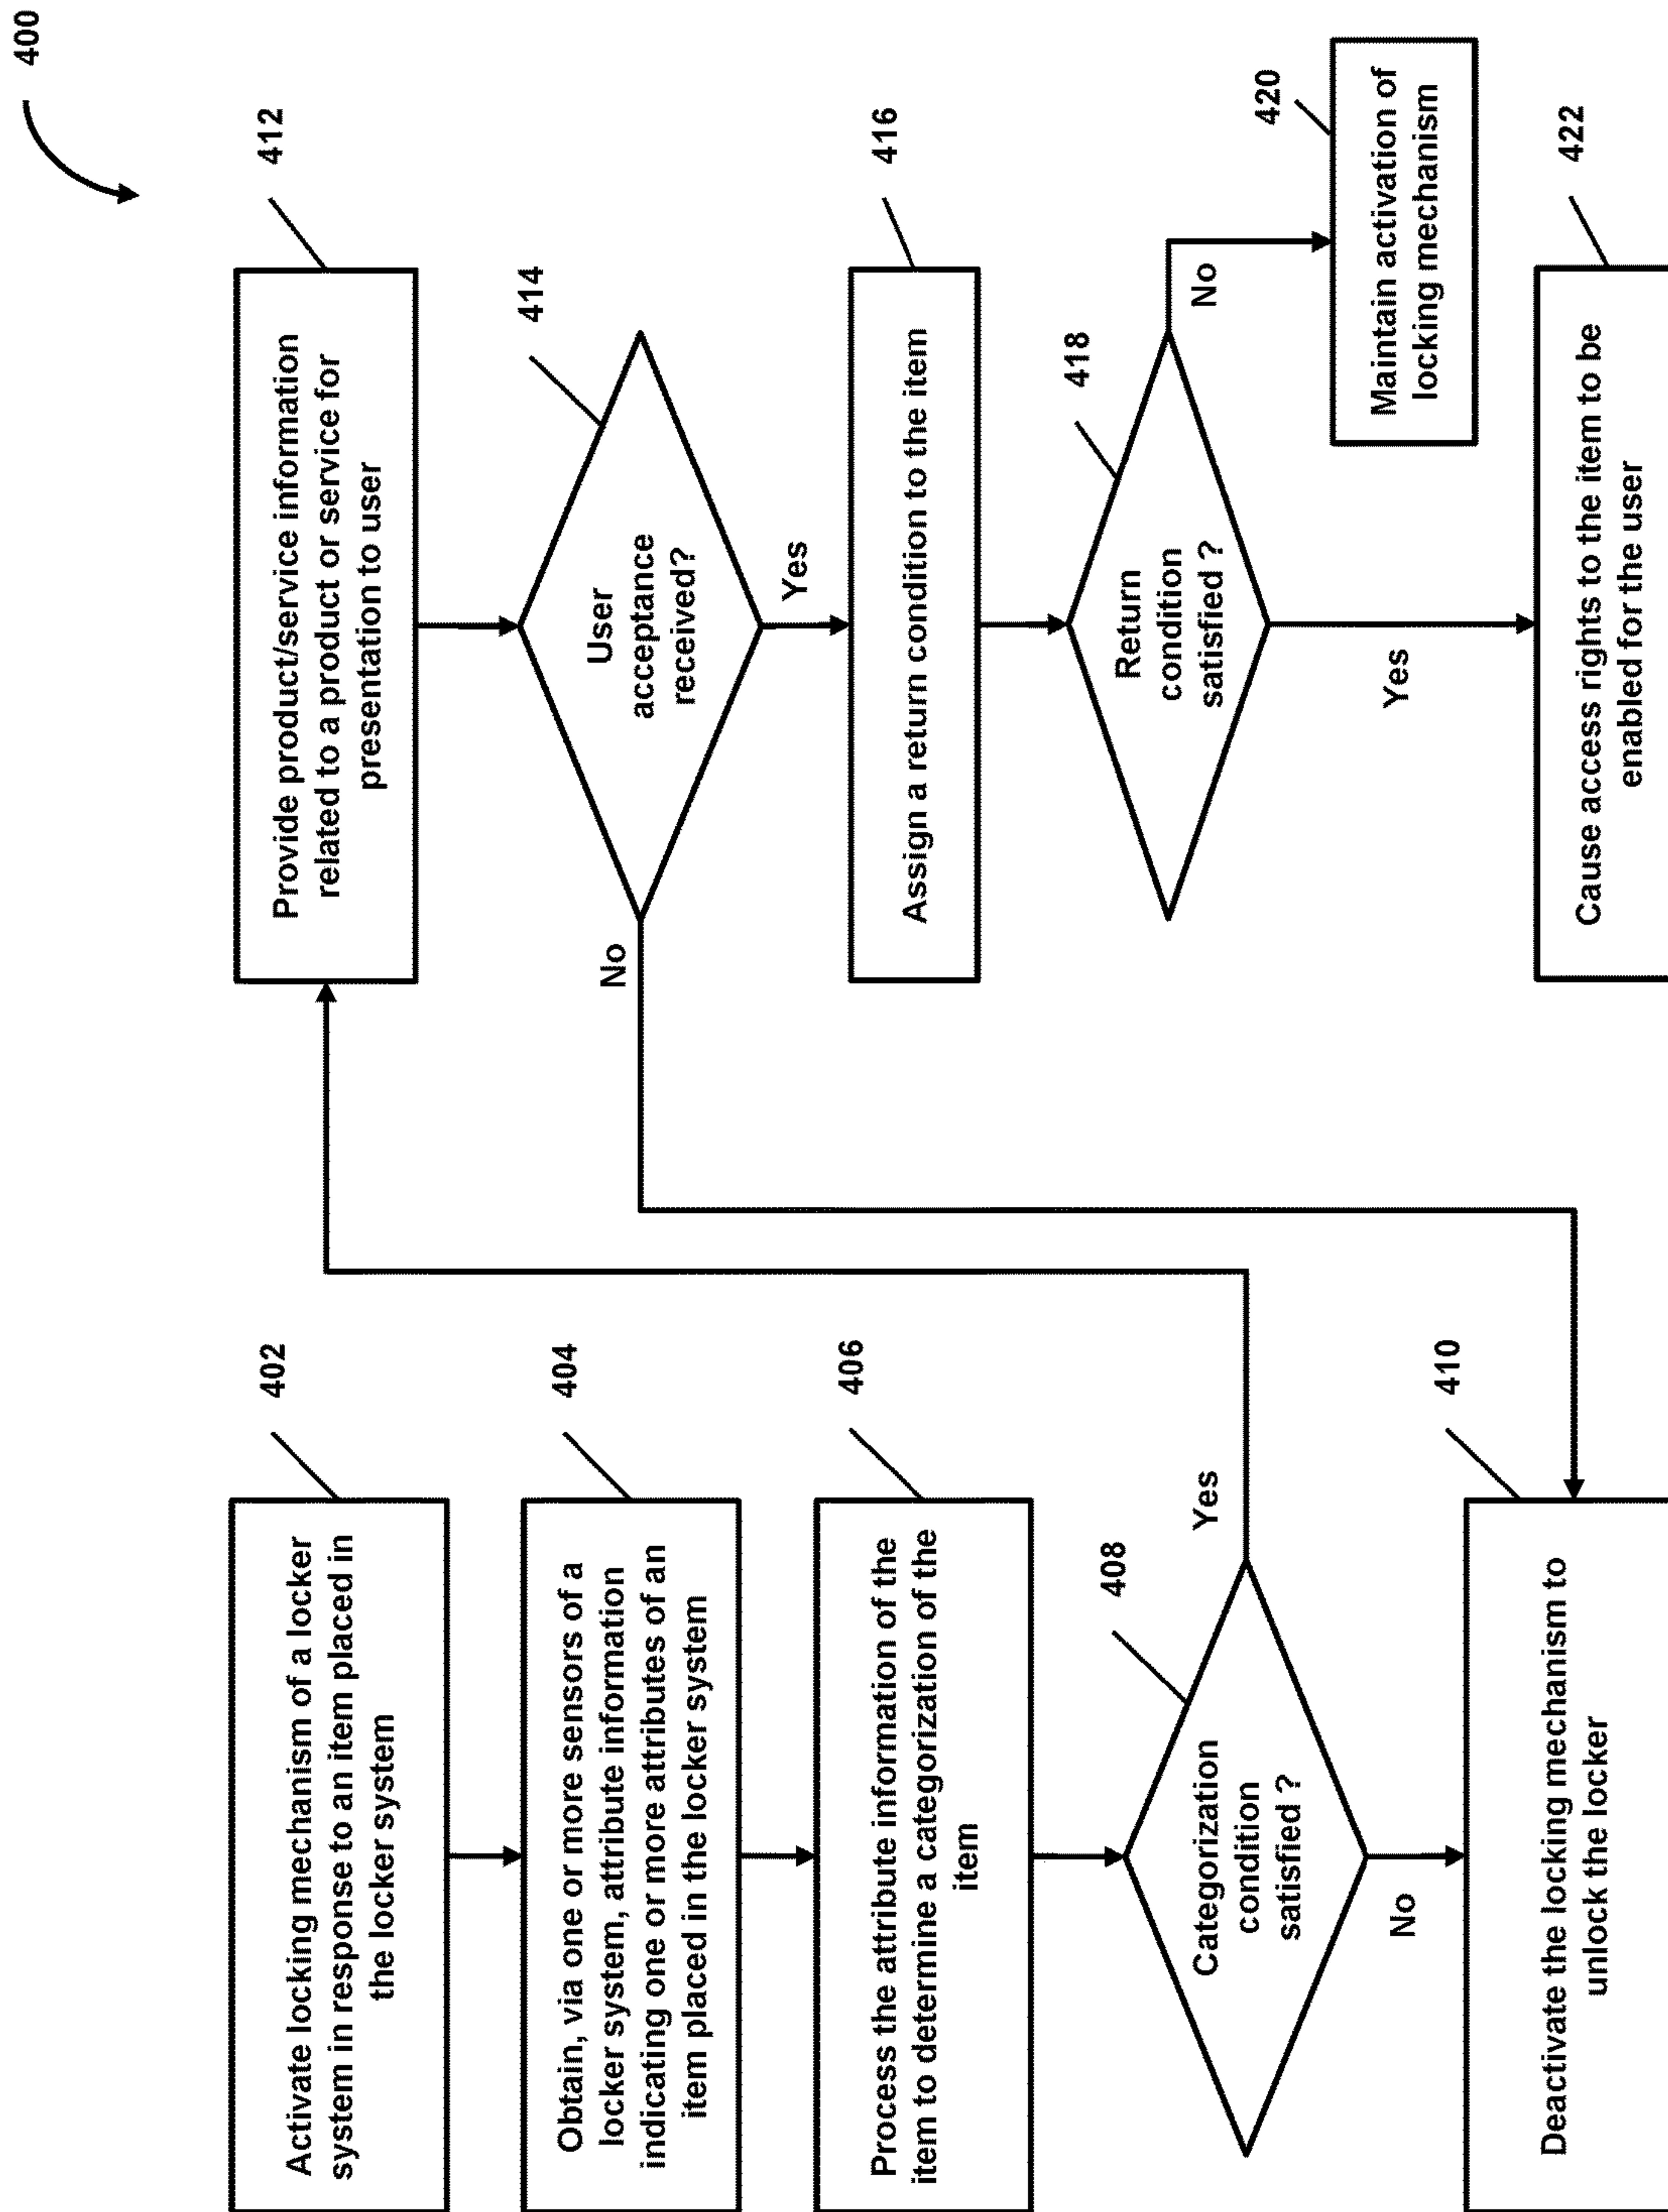 400
402
Activate locking mechanism of a locker
system in response to an item placed in
the locker system
404
Obtain, via one or more sensors of a
locker system, attribute information
indicating one or more attributes of an
item placed in the locker system
406
Process the attribute information of the
item to determine a categorization of the
item
408
Categorization
condition
satisfied ?
Yes
No
410
Deactivate the locking mechanism to
unlock the locker
412
Provide product/service information
related to a product or service for
presentation to user
414
User
acceptance
received?
No
Yes
416
Assign a return condition to the item
418
Return
condition
satisfied ?
No
Yes
420
Maintain activation of
locking mechanism
422
Cause access rights to the item to be
enabled for the user